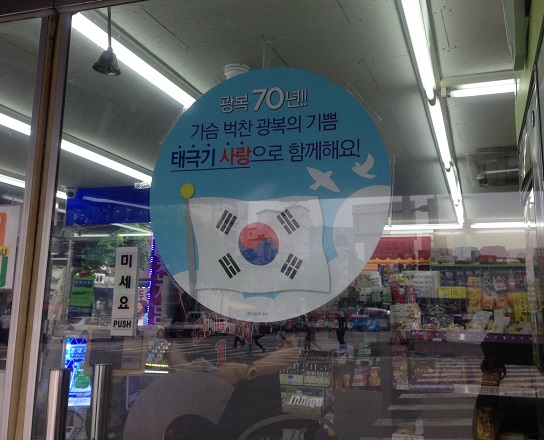 광복 70년!!
가슴 벅찬 광복의 기쁨
태극기 사랑으로 함께해요!
미세요
PUSH